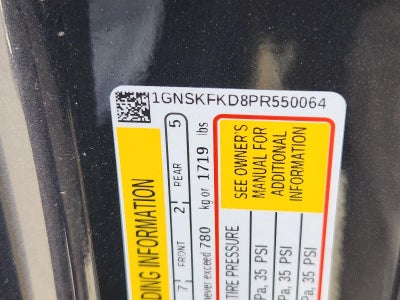 1GNSKFKD8PR550064
SEE OWNER'S
MANUAL FOR
ADDITIONAL
INFORMATION
DING INFORMATION
7 FRONT 2 REAR 5
never exceed 780 kg or 1719 lbs
TIRE PRESSURE
Pa, 35 PSI
Pa, 35 PSI
Pa, 35 PSI